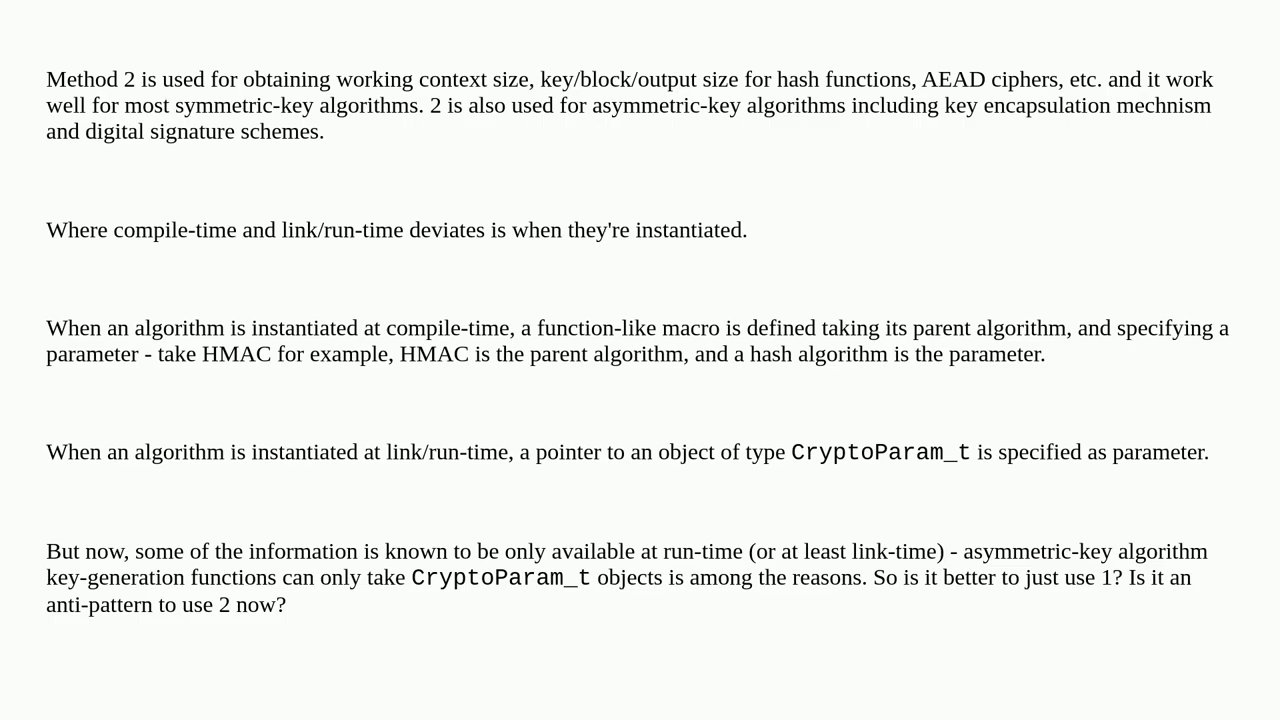 Method 2 is used for obtaining working context size, key/block/output size for hash functions, AEAD ciphers, etc. and it work
well for most symmetric-key algorithms. 2 is also used for asymmetric-key algorithms including key encapsulation mechnism
and digital signature schemes.
Where compile-time and link/run-time deviates is when they're instantiated.
When an algorithm is instantiated at compile-time, a function-like macro is defined taking its parent algorithm, and specifying a
parameter - take HMAC for example, HMAC is the parent algorithm, and a hash algorithm is the parameter.
When an algorithm is instantiated at link/run-time, a pointer to an object of type CryptoParam_t is specified as parameter.
But now, some of the information is known to be only available at run-time (or at least link-time) - asymmetric-key algorithm
key-generation functions can only take CryptoParam_t objects is among the reasons. So is it better to just use 1? Is it an
anti-pattern to use 2 now?